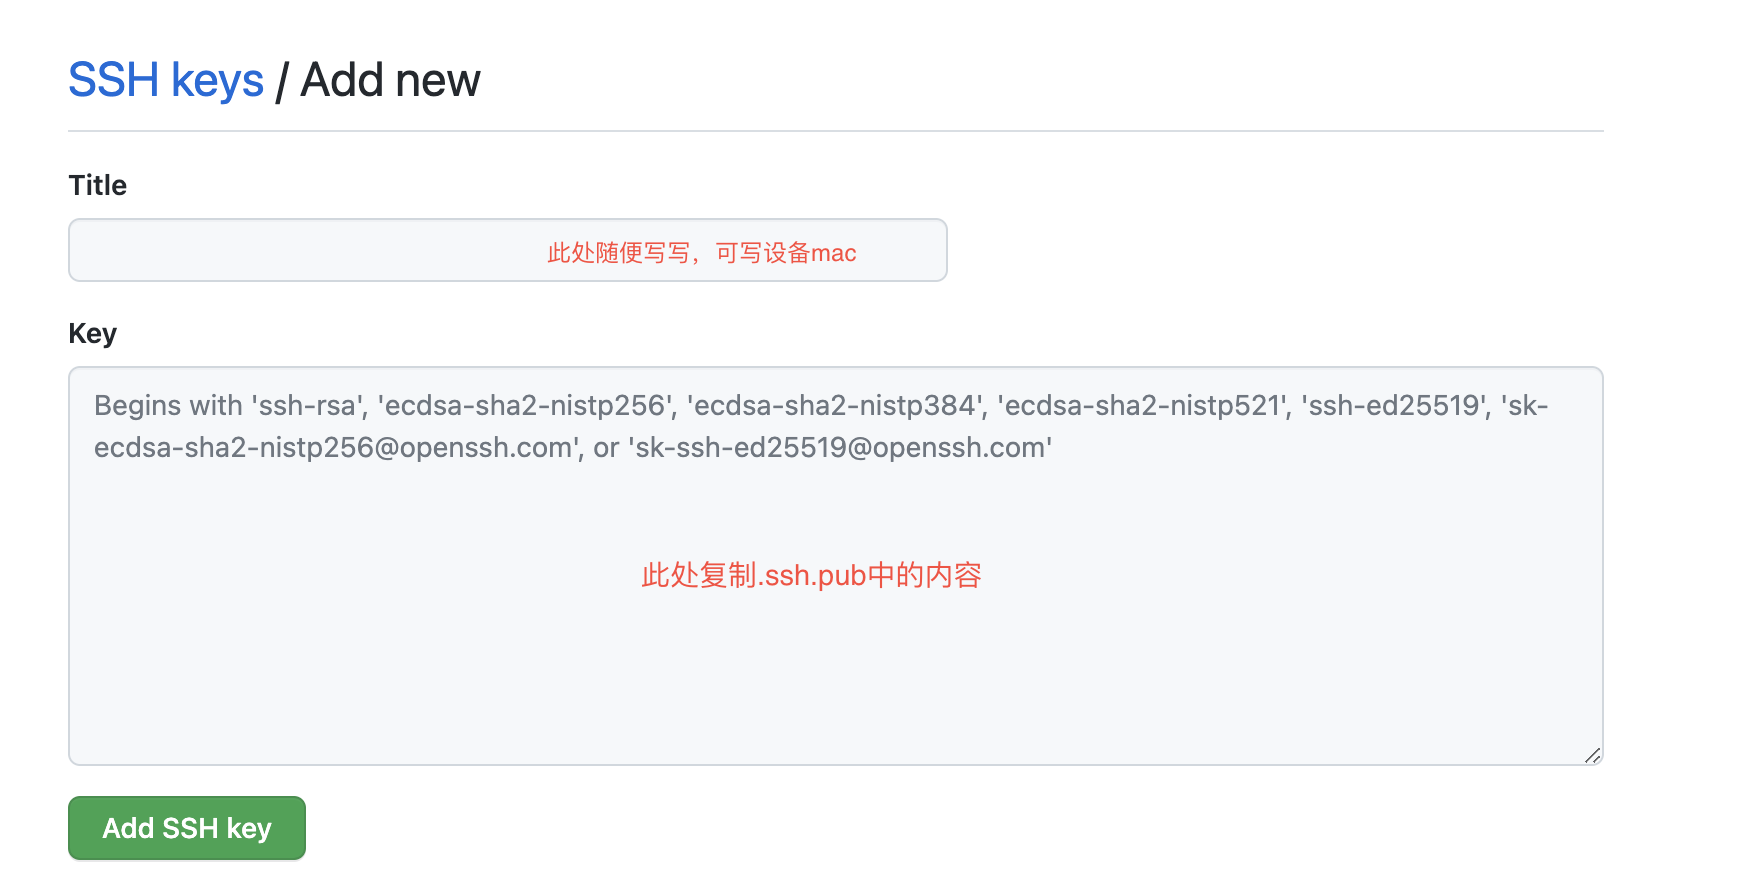 SSH keys / Add new
Title
此处随便写写，可写设备mac
Key
Begins with 'ssh-rsa', 'ecdsa-sha2-nistp256', 'ecdsa-sha2-nistp384', 'ecdsa-sha2-nistp521', 'ssh-ed25519', 'sk-
ecdsa-sha2-nistp256@openssh.com', or 'sk-ssh-ed25519@openssh.com'
此处复制.ssh.pub中的内容
Add SSH key